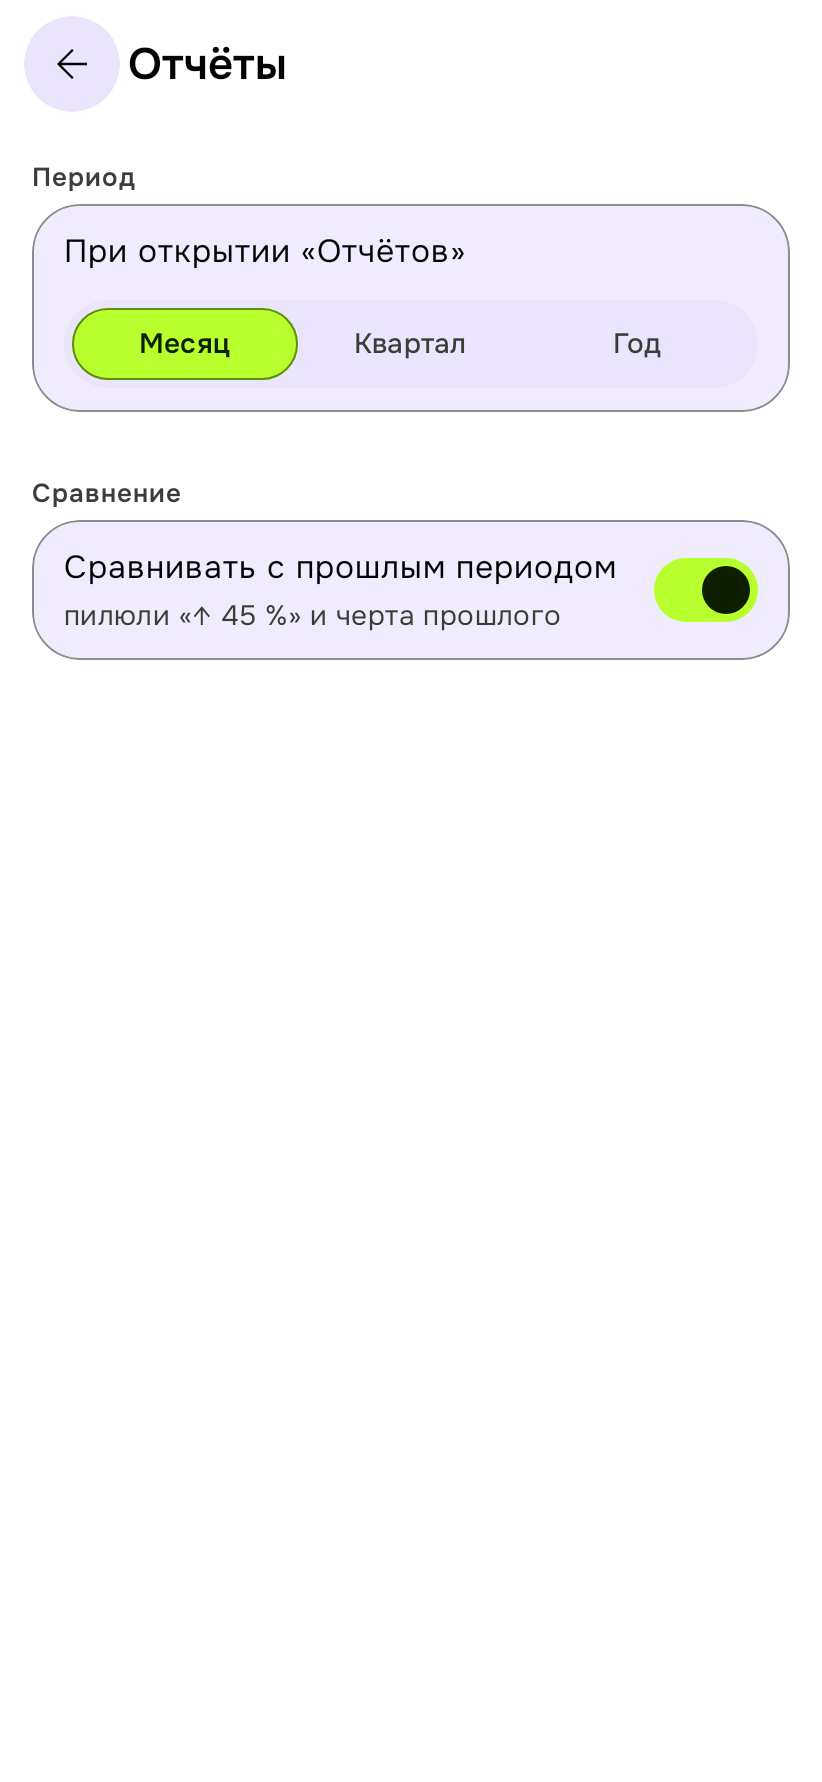 Отчёты
Период
При открытии «Отчётов»
Месяц Квартал Год
Сравнение
Сравнивать с прошлым периодом
пилюли «↑ 45 %» и черта прошлого